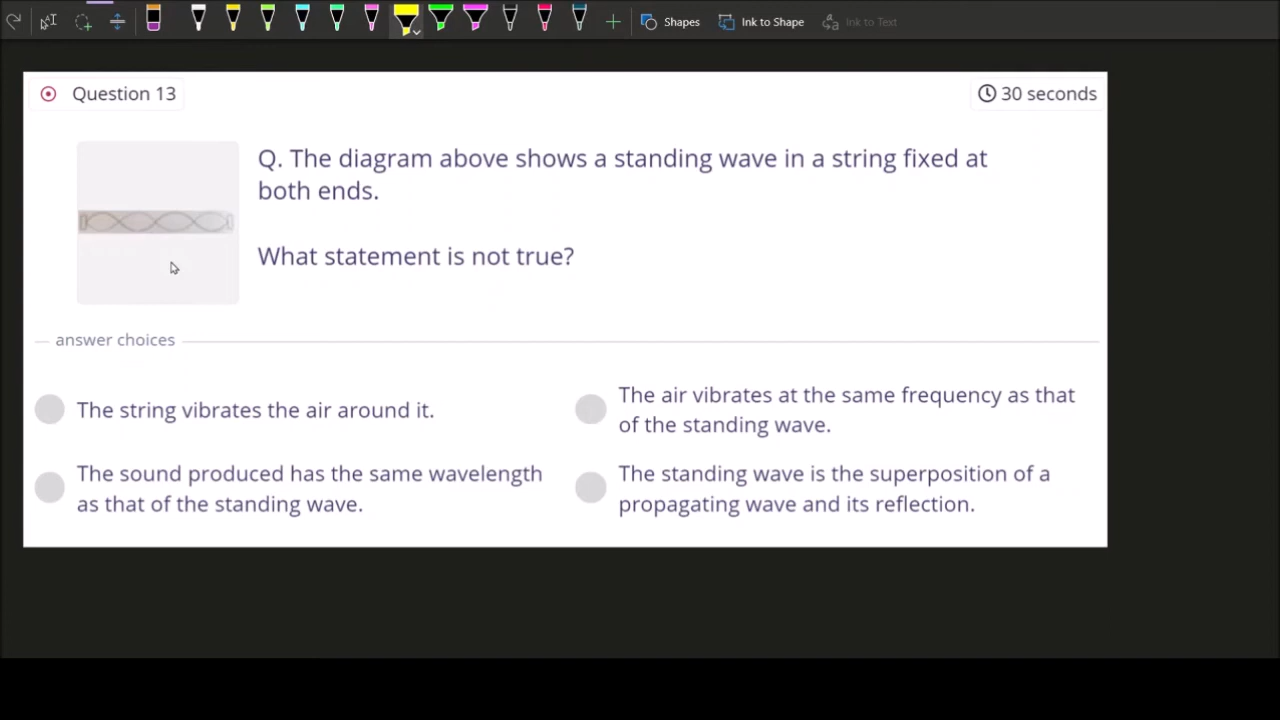 Shapes Ink to Shape Ink to Text
Question 13
30 seconds
Q. The diagram above shows a standing wave in a string fixed at
both ends.
What statement is not true?
answer choices
The string vibrates the air around it.
The air vibrates at the same frequency as that
of the standing wave.
The sound produced has the same wavelength
as that of the standing wave.
The standing wave is the superposition of a
propagating wave and its reflection.